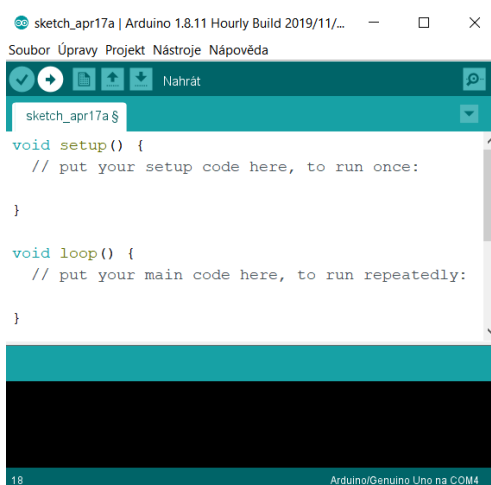 sketch_apr17a | Arduino 1.8.11 Hourly Build 2019/11/...
Soubor Úpravy Projekt Nástroje Nápověda
Nahrát
sketch_apr17a §
void setup() {
  // put your setup code here, to run once:
}
void loop() {
  // put your main code here, to run repeatedly:
}
18 Arduino/Genuino Uno na COM4